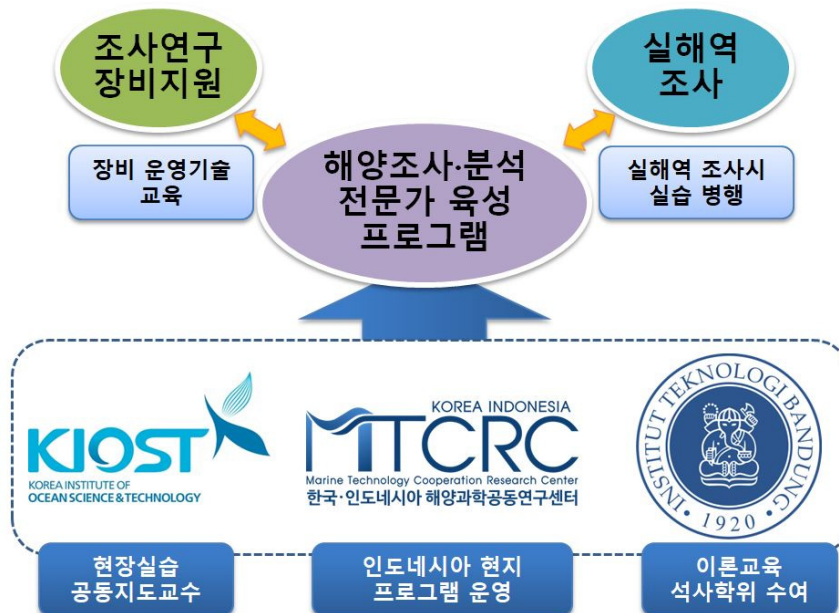 조사연구
장비지원
실해역
조사
장비 운영기술
교육
해양조사·분석
전문가 육성
프로그램
실해역 조사시
실습 병행
KIOST
KOREA INSTITUTE OF
OCEAN SCIENCE & TECHNOLOGY
KOREA INDONESIA
MTCRC
Marine Technology Cooperation Research Center
한국·인도네시아 해양과학공동연구센터
INSTITUT TEKNOLOGI BANDUNG
• 1920 •
현장실습
공동지도교수
인도네시아 현지
프로그램 운영
이론교육
석사학위 수여